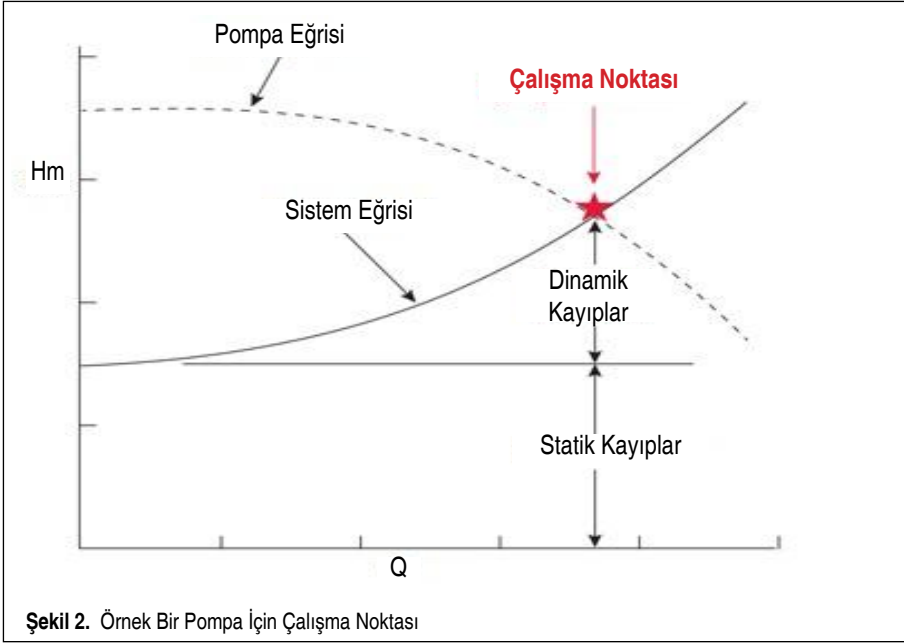 Pompa Eğrisi
Çalışma Noktası
Hm
Sistem Eğrisi
Dinamik
Kayıplar
Statik Kayıplar
Q
Şekil 2. Örnek Bir Pompa İçin Çalışma Noktası